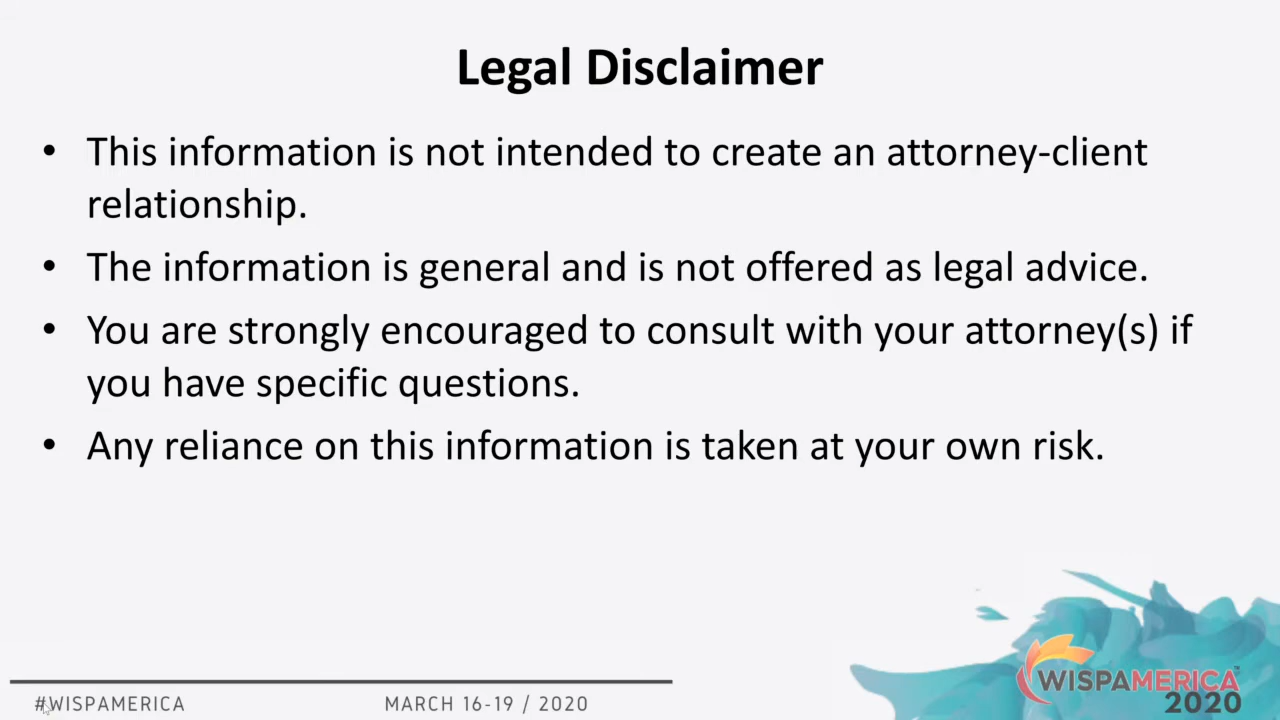 Legal Disclaimer
• This information is not intended to create an attorney-client
relationship.
• The information is general and is not offered as legal advice.
• You are strongly encouraged to consult with your attorney(s) if
you have specific questions.
• Any reliance on this information is taken at your own risk.
#WISPAMERICA
MARCH 16-19 / 2020
WISPAMERICA™
2020